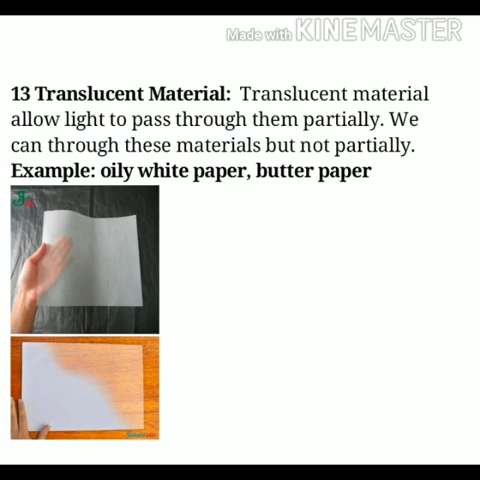 Made with KINEMASTER
13 Translucent Material: Translucent material
allow light to pass through them partially. We
can through these materials but not partially.
Example: oily white paper, butter paper